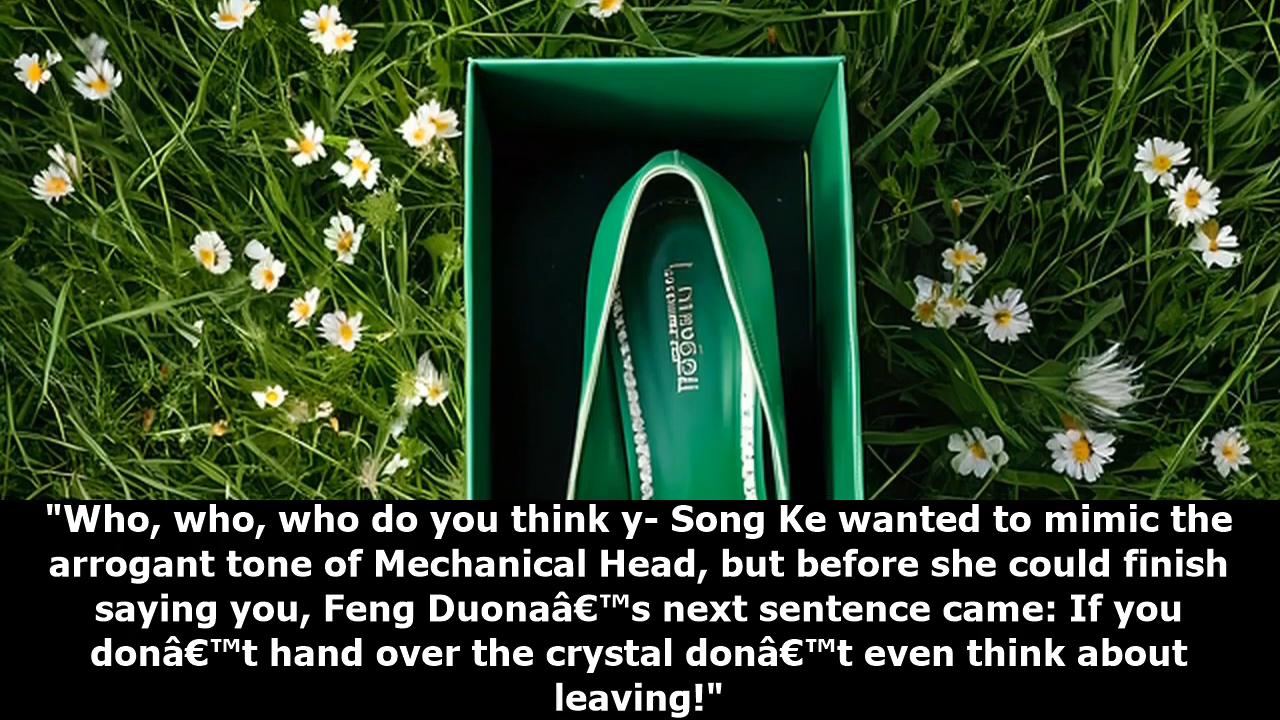 "Who, who, who do you think y- Song Ke wanted to mimic the
arrogant tone of Mechanical Head, but before she could finish
saying you, Feng Duonaâ€™s next sentence came: If you
donâ€™t hand over the crystal donâ€™t even think about
leaving!"